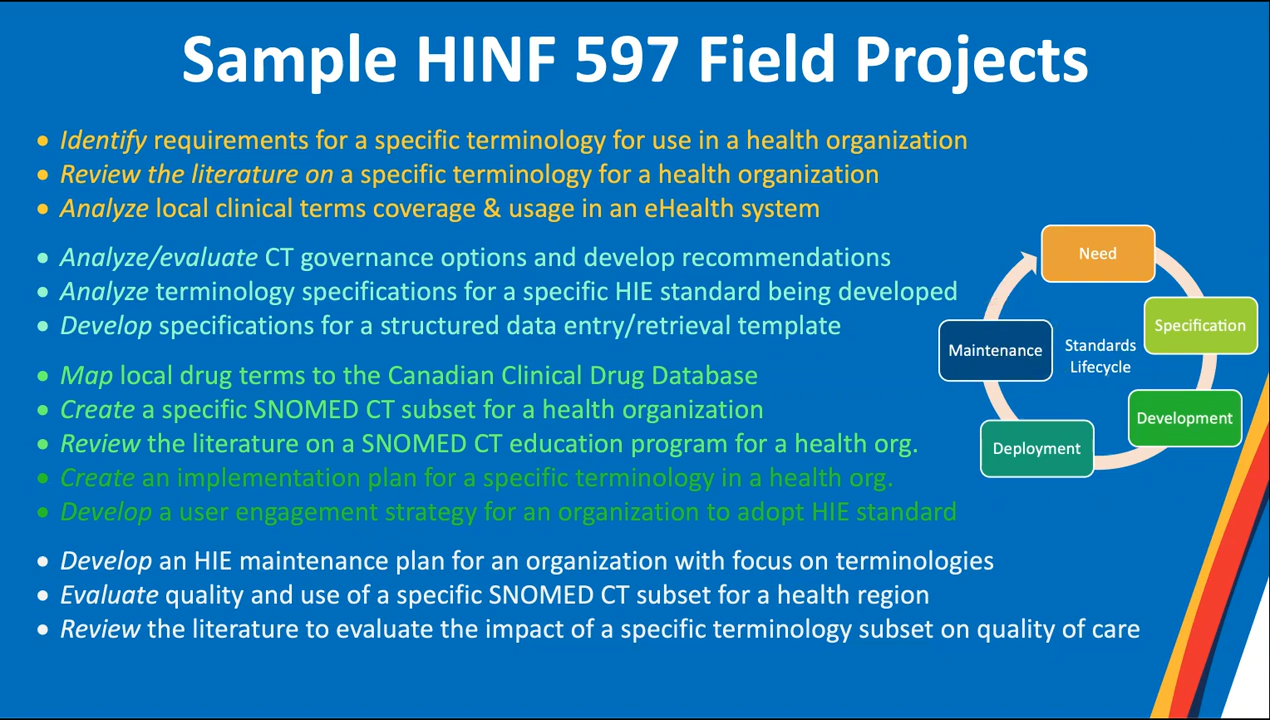 Sample HINF 597 Field Projects
• Identify requirements for a specific terminology for use in a health organization
• Review the literature on a specific terminology for a health organization
• Analyze local clinical terms coverage & usage in an eHealth system
• Analyze/evaluate CT governance options and develop recommendations
• Analyze terminology specifications for a specific HIE standard being developed
• Develop specifications for a structured data entry/retrieval template
• Map local drug terms to the Canadian Clinical Drug Database
• Create a specific SNOMED CT subset for a health organization
• Review the literature on a SNOMED CT education program for a health org.
• Create an implementation plan for a specific terminology in a health org.
• Develop a user engagement strategy for an organization to adopt HIE standard
• Develop an HIE maintenance plan for an organization with focus on terminologies
• Evaluate quality and use of a specific SNOMED CT subset for a health region
• Review the literature to evaluate the impact of a specific terminology subset on quality of care
Need
Specification
Development
Deployment
Maintenance
Standards
Lifecycle